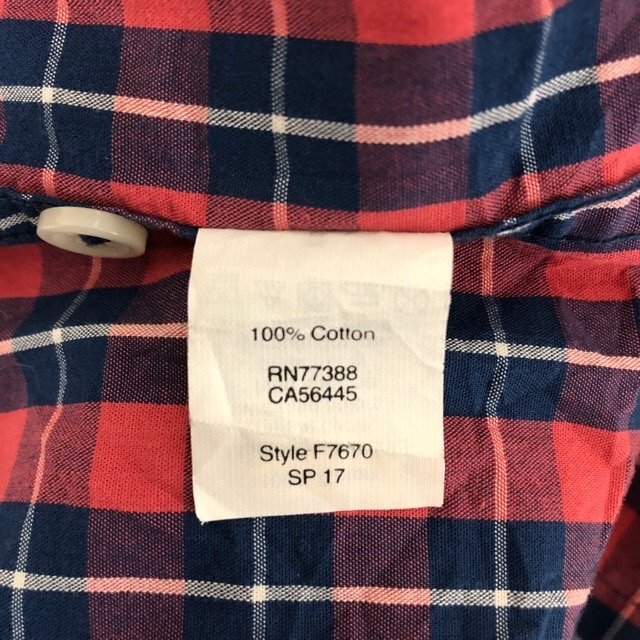 100% Cotton
RN77388
CA56445
Style F7670
SP 17